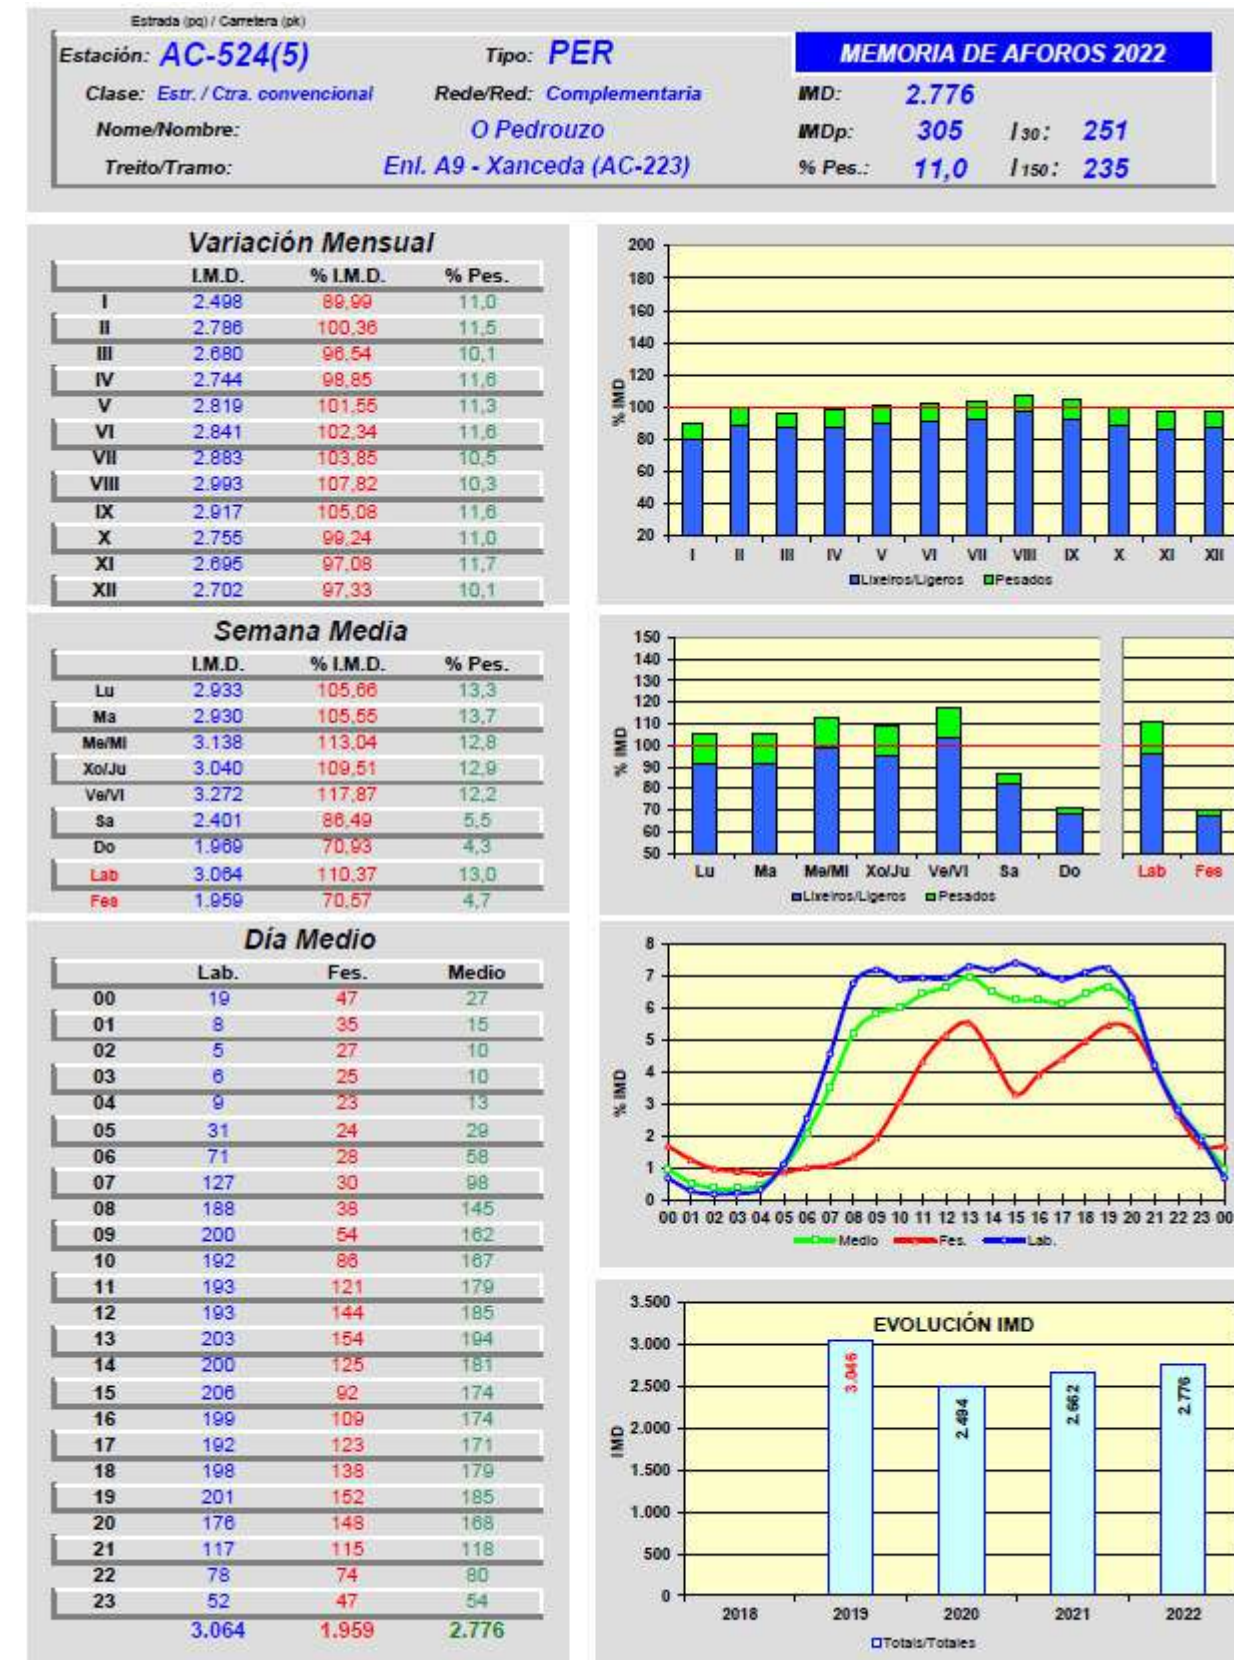 Estrada (pq) / Carretera (pk)
Estación: AC-524(5) Tipo: PER MEMORIA DE AFOROS 2022
Clase: Estr. / Ctra. convencional Rede/Red: Complementaria IMD: 2.776
Nome/Nombre: O Pedrouzo IMDp: 305 I 30: 251
Treito/Tramo: Enl. A9 - Xanceda (AC-223) % Pes.: 11,0 I 150: 235
Variación Mensual
I.M.D. % I.M.D. % Pes.
I 2.498 89,99 11,0
II 2.786 100,36 11,5
III 2.680 96,54 10,1
IV 2.744 98,85 11,6
V 2.819 101,55 11,3
VI 2.841 102,34 11,6
VII 2.883 103,85 10,5
VIII 2.993 107,82 10,3
IX 2.917 105,08 11,6
X 2.755 99,24 11,0
XI 2.695 97,08 11,7
XII 2.702 97,33 10,1
% IMD
200
180
160
140
120
100
80
60
40
20
I II III IV V VI VII VIII IX X XI XII
Lixeiros/Ligeros Pesados
Semana Media
I.M.D. % I.M.D. % Pes.
Lu 2.933 105,66 13,3
Ma 2.930 105,55 13,7
Me/MI 3.138 113,04 12,8
Xo/Ju 3.040 109,51 12,9
Ve/VI 3.272 117,87 12,2
Sa 2.401 86,49 5,5
Do 1.969 70,93 4,3
Lab 3.064 110,37 13,0
Fes 1.959 70,57 4,7
% IMD
150
140
130
120
110
100
90
80
70
60
50
Lu Ma Me/MI Xo/Ju Ve/VI Sa Do Lab Fes
Lixeiros/Ligeros Pesados
Día Medio
Lab. Fes. Medio
00 19 47 27
01 8 35 15
02 5 27 10
03 6 25 10
04 9 23 13
05 31 24 29
06 71 28 58
07 127 30 98
08 188 38 145
09 200 54 162
10 192 86 167
11 193 121 179
12 193 144 185
13 203 154 194
14 200 125 181
15 206 92 174
16 199 109 174
17 192 123 171
18 198 138 179
19 201 152 185
20 176 148 168
21 117 115 118
22 78 74 80
23 52 47 54
3.064 1.959 2.776
% IMD
8
7
6
5
4
3
2
1
0
00 01 02 03 04 05 06 07 08 09 10 11 12 13 14 15 16 17 18 19 20 21 22 23 00
Medio Fes. Lab.
EVOLUCIÓN IMD
IMD
3.500
3.000
2.500
2.000
1.500
1.000
500
0
3.046 2.494 2.662 2.776
2018 2019 2020 2021 2022
Totais/Totales